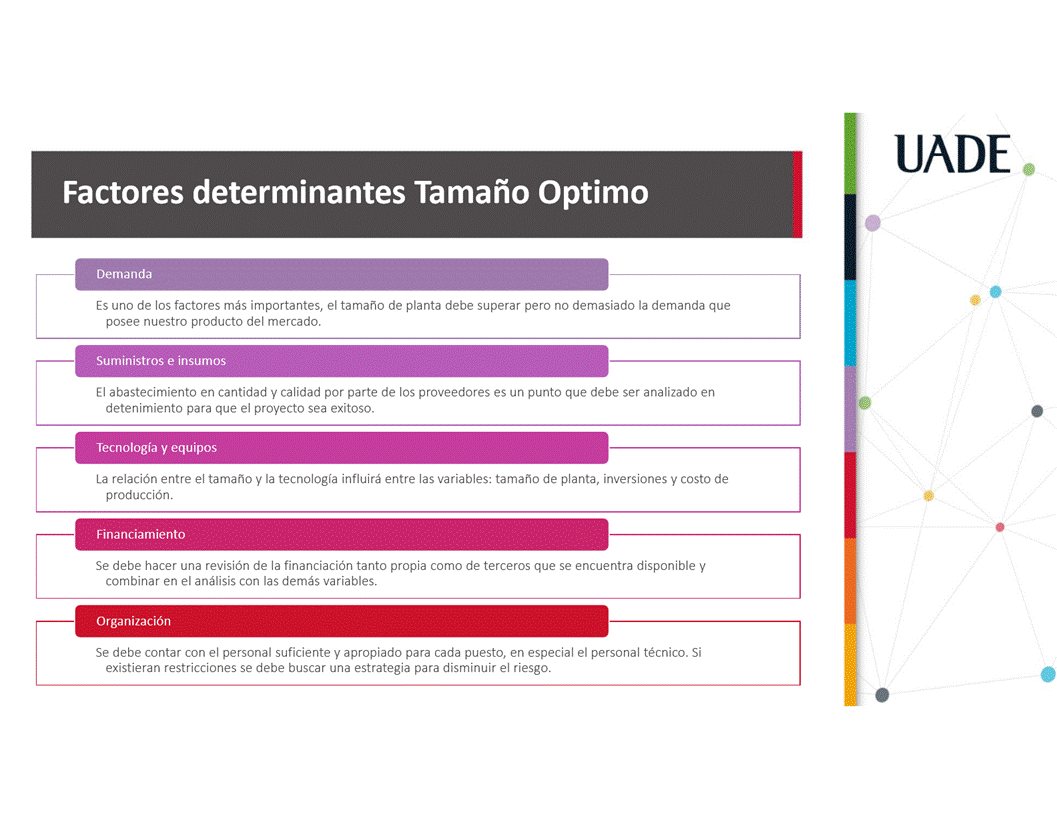 UADE
Factores determinantes Tamaño Optimo
Demanda
Es uno de los factores más importantes, el tamaño de planta debe superar pero no demasiado la demanda que
posee nuestro producto del mercado.
Suministros e insumos
El abastecimiento en cantidad y calidad por parte de los proveedores es un punto que debe ser analizado en
detenimiento para que el proyecto sea exitoso.
Tecnología y equipos
La relación entre el tamaño y la tecnología influirá entre las variables: tamaño de planta, inversiones y costo de
producción.
Financiamiento
Se debe hacer una revisión de la financiación tanto propia como de terceros que se encuentra disponible y
combinar en el análisis con las demás variables.
Organización
Se debe contar con el personal suficiente y apropiado para cada puesto, en especial el personal técnico. Si
existieran restricciones se debe buscar una estrategia para disminuir el riesgo.